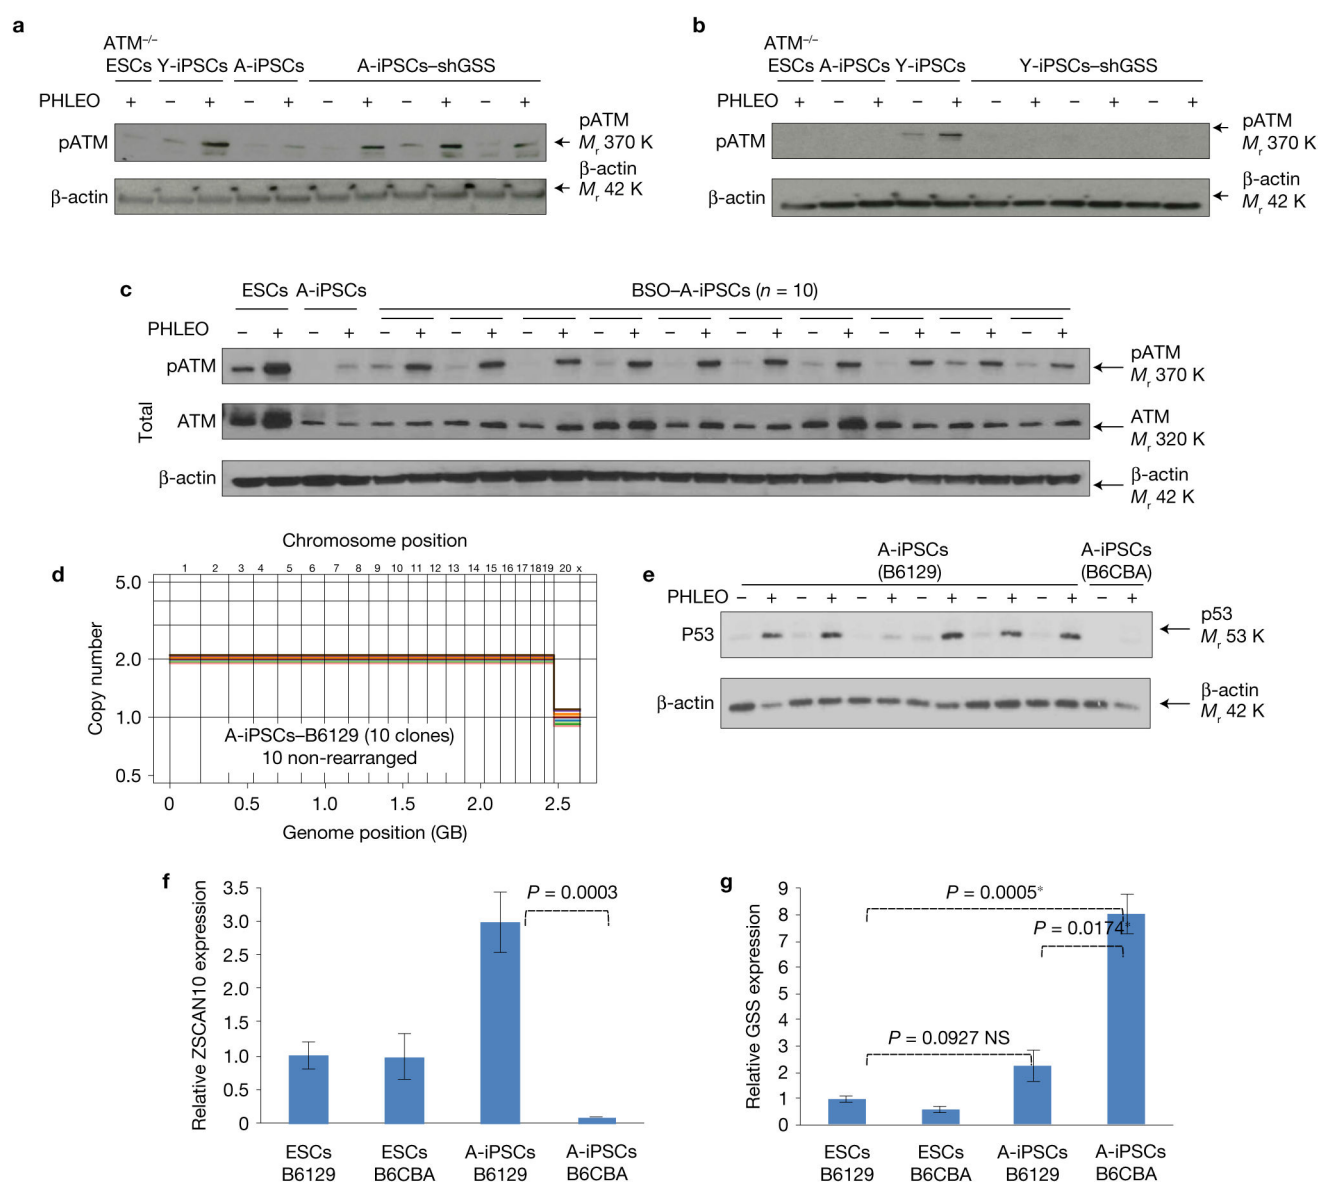 a
ATM–/–
ESCs Y-iPSCs A-iPSCs A-iPSCs–shGSS
PHLEO + – + – + – + – + – +
pATM
pATM
Mr 370 K
β-actin
β-actin
Mr 42 K
b
ATM–/–
ESCs A-iPSCs Y-iPSCs Y-iPSCs–shGSS
PHLEO + – + – + – + – + – +
pATM
pATM
Mr 370 K
β-actin
β-actin
Mr 42 K
c
ESCs A-iPSCs BSO–A-iPSCs (n = 10)
PHLEO – + – + – + – + – + – + – + – + – + – + – + – +
pATM
pATM
Mr 370 K
Total
ATM
ATM
Mr 320 K
β-actin
β-actin
Mr 42 K
d
Chromosome position
1 2 3 4 5 6 7 8 9 10 11 12 13 14 15 16 17 18 19 20 x
Copy number
5.0
2.0
1.0
0.5
A-iPSCs–B6129 (10 clones)
10 non-rearranged
0 0.5 1.0 1.5 2.0 2.5
Genome position (GB)
e
A-iPSCs
(B6129)
A-iPSCs
(B6CBA)
PHLEO – + – + – + – + – + – + – +
P53
p53
Mr 53 K
β-actin
β-actin
Mr 42 K
f
Relative ZSCAN10 expression
3.5
3.0
2.5
2.0
1.5
1.0
0.5
0
P = 0.0003
ESCs
B6129
ESCs
B6CBA
A-iPSCs
B6129
A-iPSCs
B6CBA
g
Relative GSS expression
9
8
7
6
5
4
3
2
1
0
P = 0.0005*
P = 0.0174*
P = 0.0927 NS
ESCs
B6129
ESCs
B6CBA
A-iPSCs
B6129
A-iPSCs
B6CBA